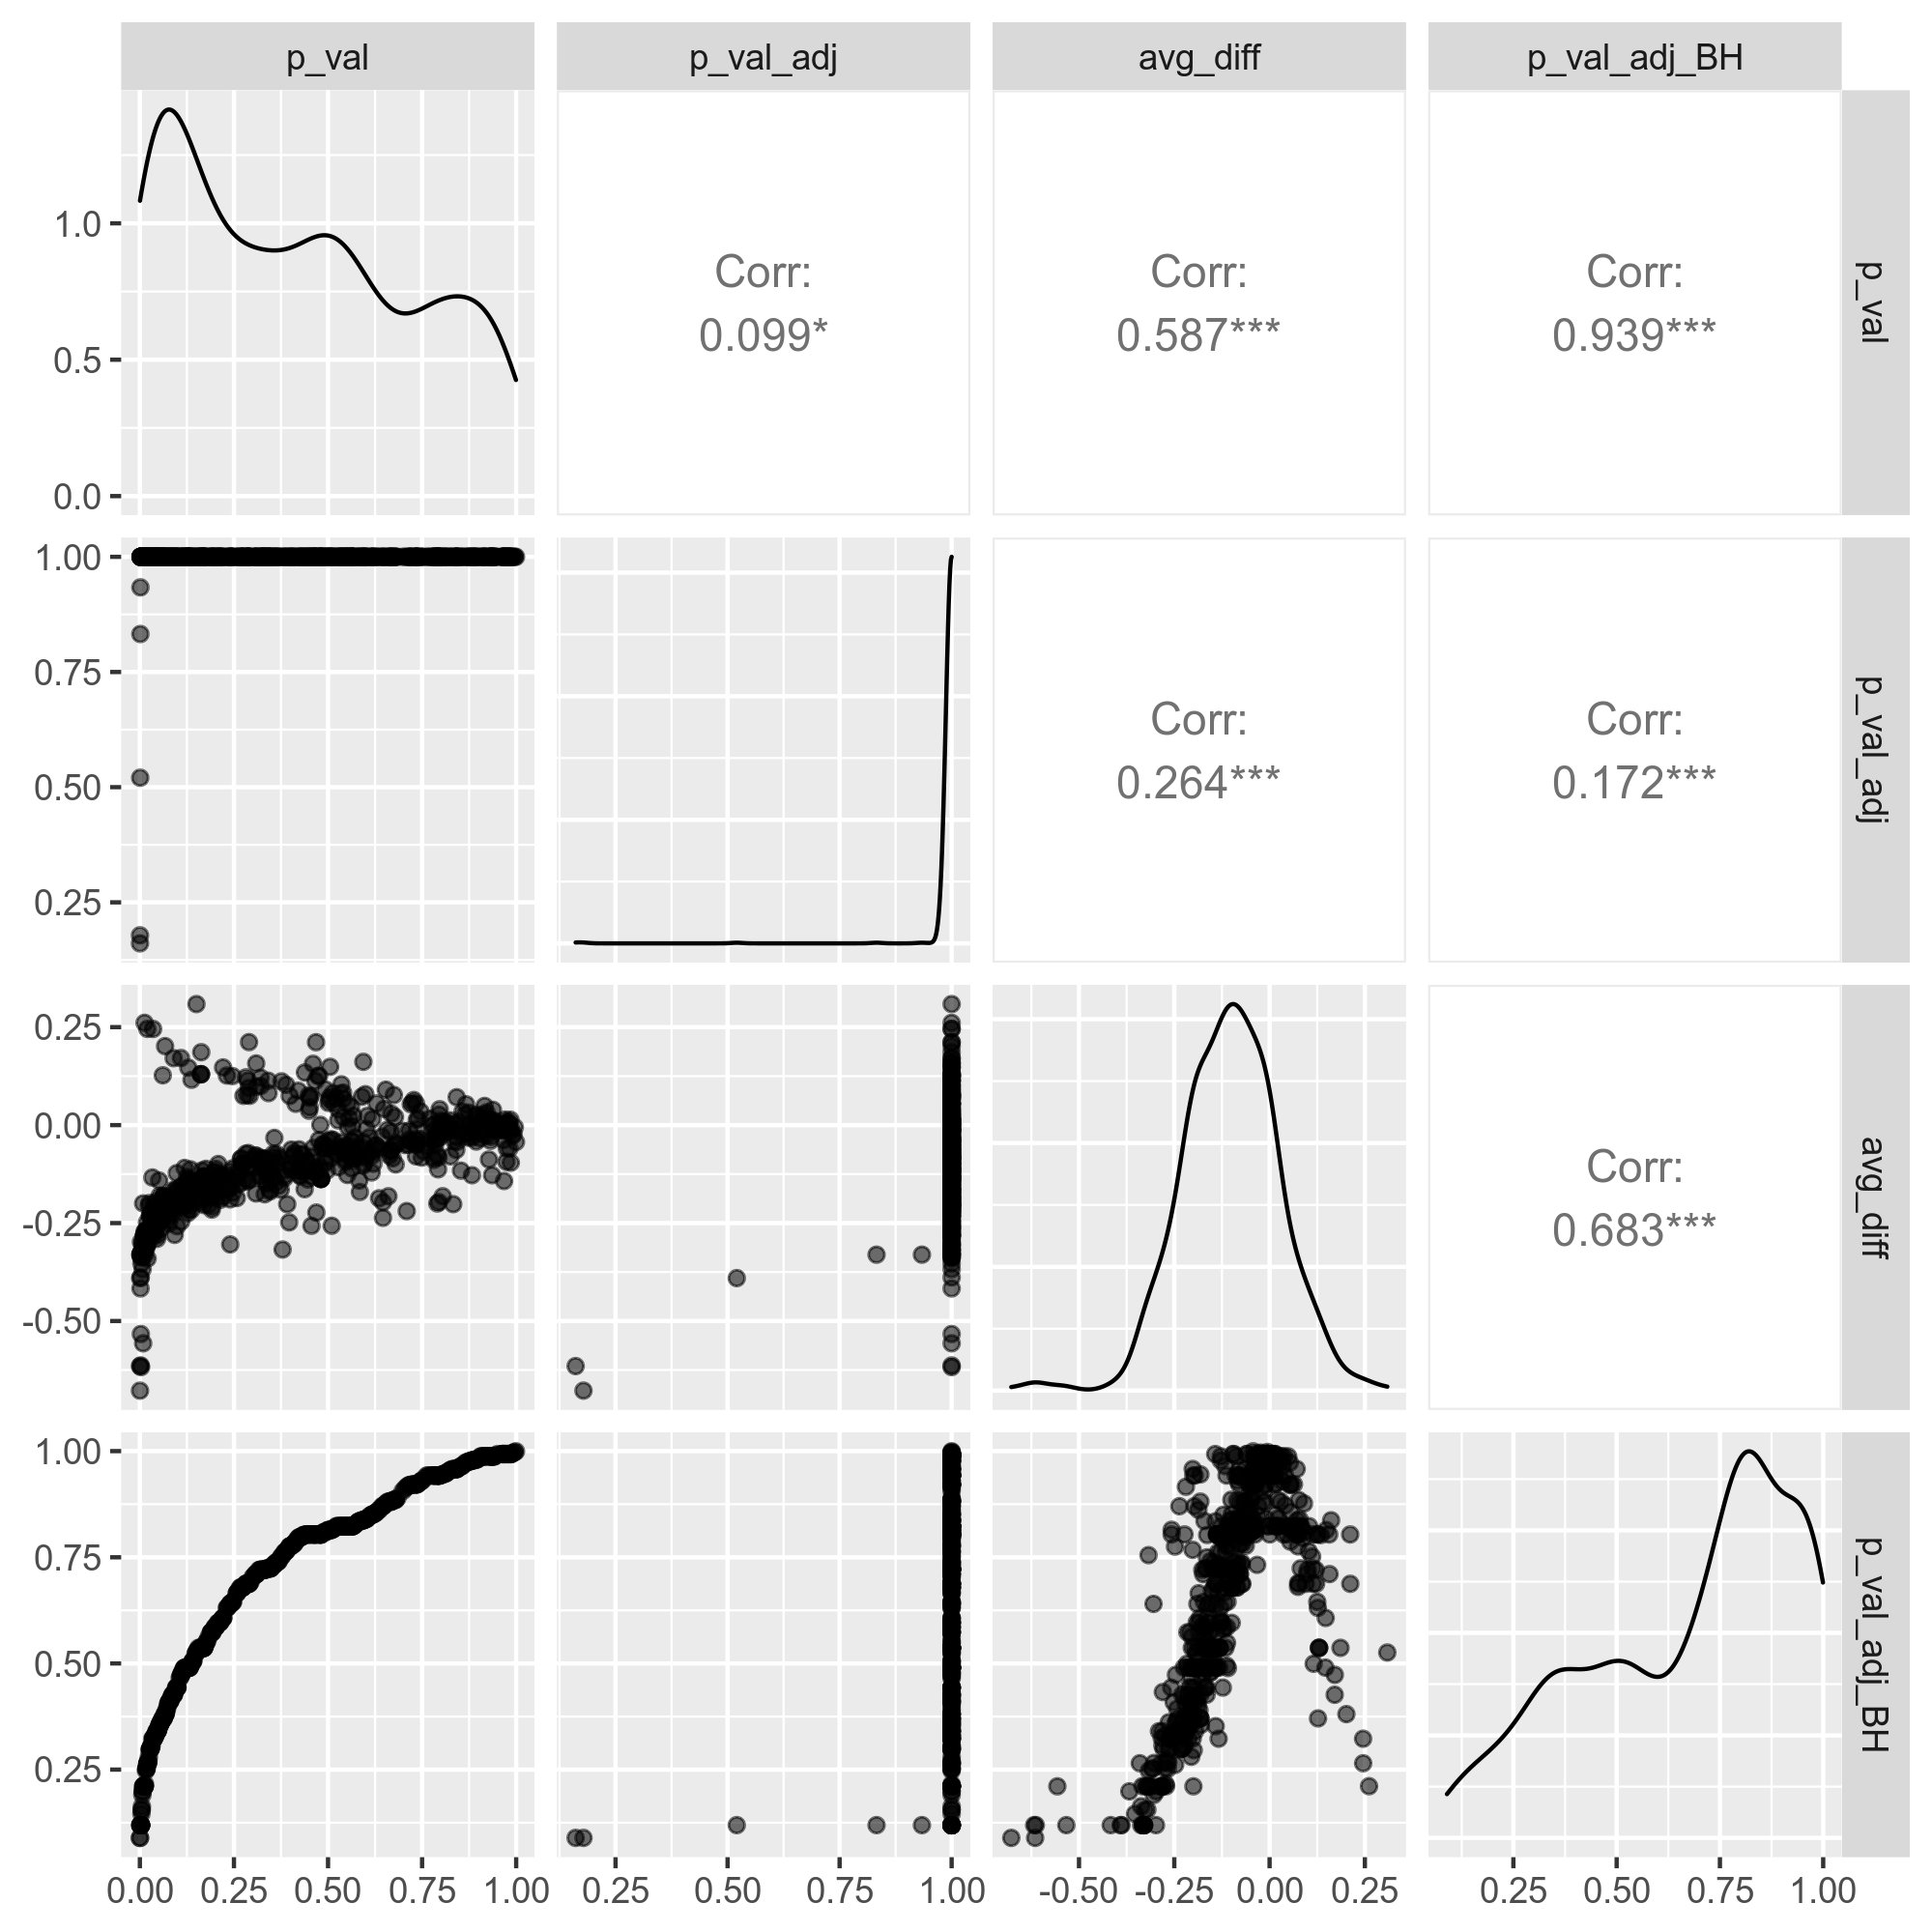 p_val p_val_adj avg_diff p_val_adj_BH
1.0
0.5
0.0
Corr:
0.099*
Corr:
0.587***
Corr:
0.939***
p_val
1.00
0.75
0.50
0.25
Corr:
0.264***
Corr:
0.172***
p_val_adj
0.25
0.00
-0.25
-0.50
Corr:
0.683***
avg_diff
1.00
0.75
0.50
0.25
p_val_adj_BH
0.00 0.25 0.50 0.75 1.00 0.25 0.50 0.75 1.00 -0.50 -0.25 0.00 0.25 0.25 0.50 0.75 1.00